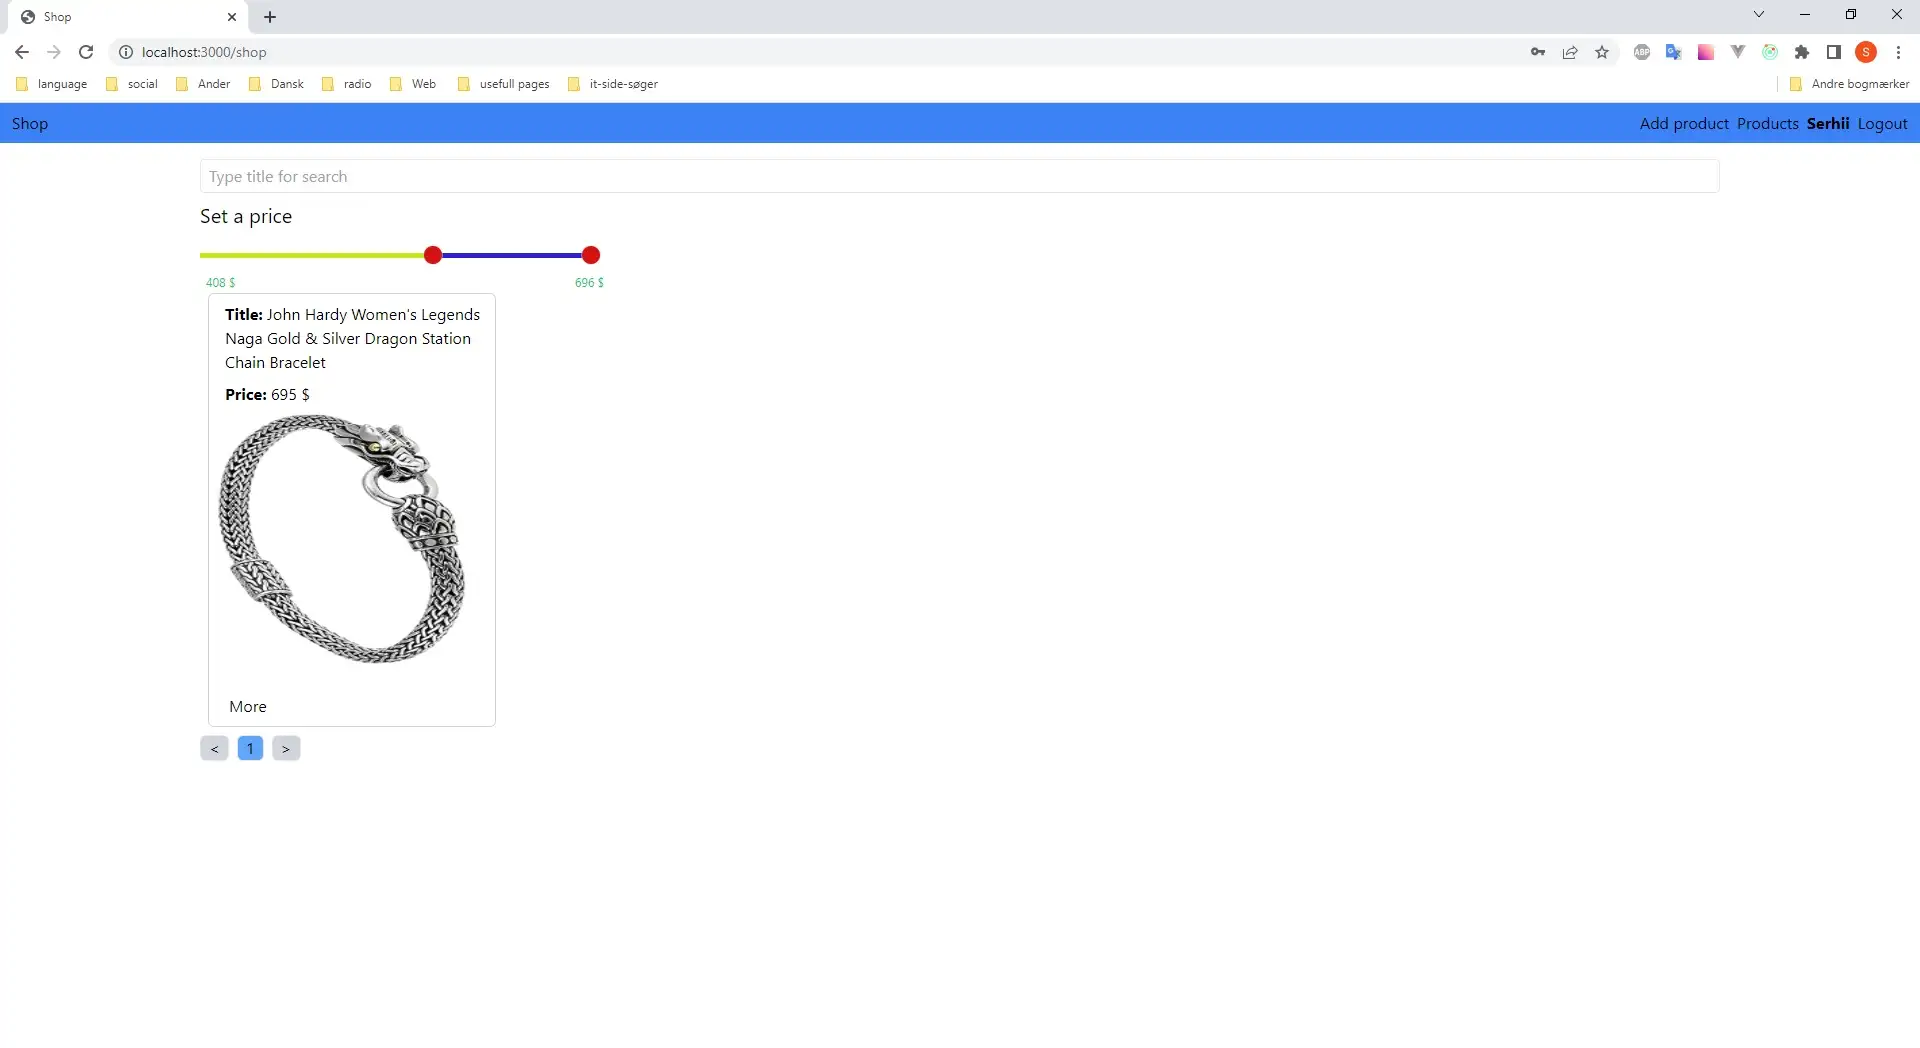 Shop
localhost:3000/shop
ABP
S
language social Ander Dansk radio Web usefull pages it-side-søger Andre bogmærker
Shop Add product Products Serhii Logout
Type title for search
Set a price
408 $ 696 $
Title: John Hardy Women's Legends
Naga Gold & Silver Dragon Station
Chain Bracelet
Price: 695 $
More
< 1 >